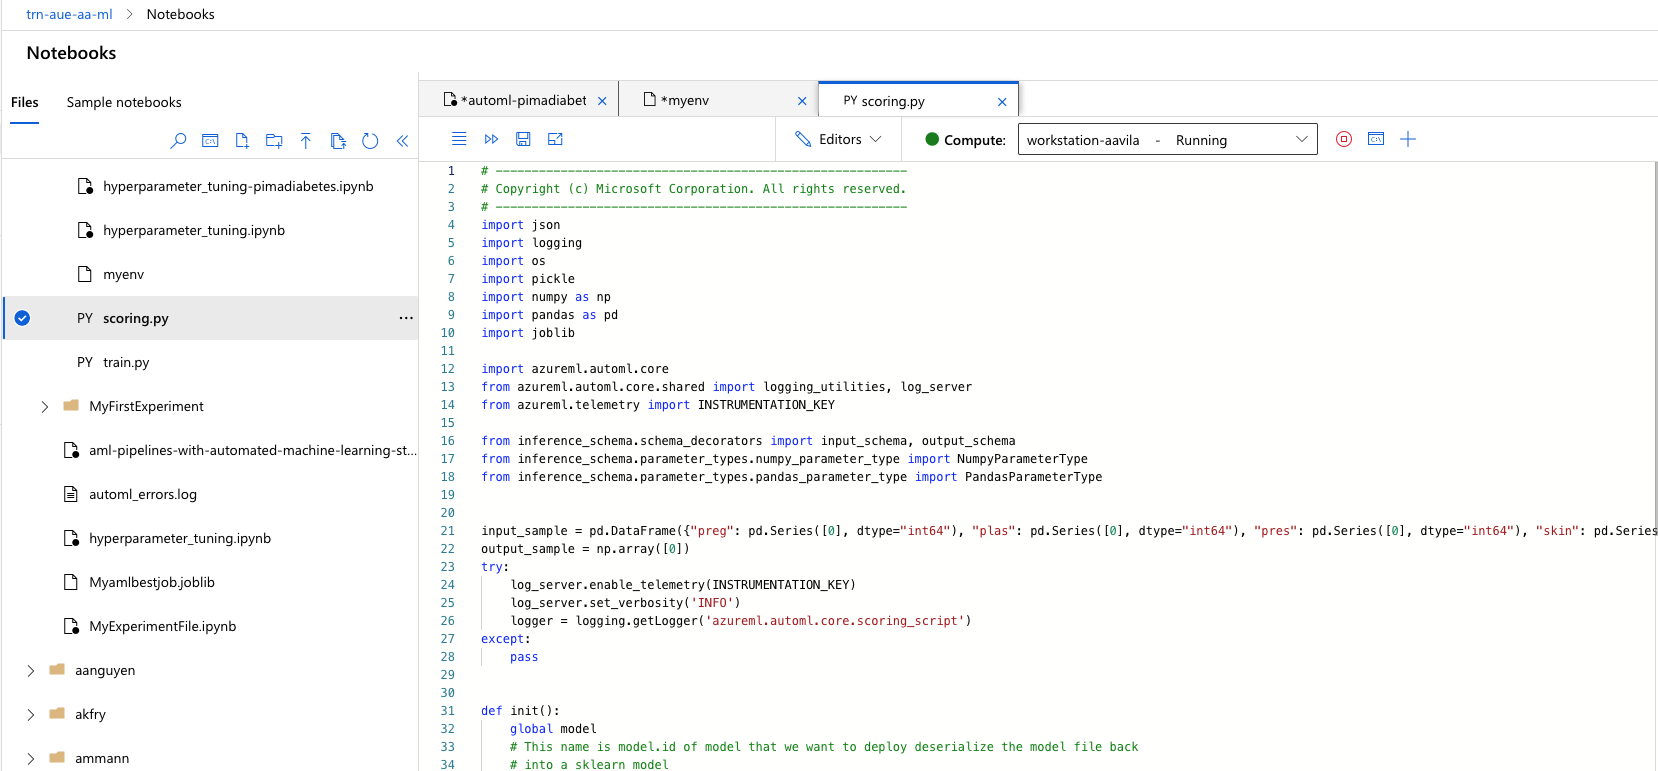 trn-aue-aa-ml > Notebooks
Notebooks
Files
Sample notebooks
hyperparameter_tuning-pimadiabetes.ipynb
hyperparameter_tuning.ipynb
myenv
PY scoring.py ...
PY train.py
MyFirstExperiment
aml-pipelines-with-automated-machine-learning-st...
automl_errors.log
hyperparameter_tuning.ipynb
Myamlbestjob.joblib
MyExperimentFile.ipynb
aanguyen
akfry
ammann
*automl-pimadiabet
*myenv
PY scoring.py
Editors
Compute: workstation-aavila - Running
1 # ---------------------------------------------------------
2 # Copyright (c) Microsoft Corporation. All rights reserved.
3 # ---------------------------------------------------------
4 import json
5 import logging
6 import os
7 import pickle
8 import numpy as np
9 import pandas as pd
10 import joblib
11
12 import azureml.automl.core
13 from azureml.automl.core.shared import logging_utilities, log_server
14 from azureml.telemetry import INSTRUMENTATION_KEY
15
16 from inference_schema.schema_decorators import input_schema, output_schema
17 from inference_schema.parameter_types.numpy_parameter_type import NumpyParameterType
18 from inference_schema.parameter_types.pandas_parameter_type import PandasParameterType
19
20
21 input_sample = pd.DataFrame({"preg": pd.Series([0], dtype="int64"), "plas": pd.Series([0], dtype="int64"), "pres": pd.Series([0], dtype="int64"), "skin": pd.Series
22 output_sample = np.array([0])
23 try:
24     log_server.enable_telemetry(INSTRUMENTATION_KEY)
25     log_server.set_verbosity('INFO')
26     logger = logging.getLogger('azureml.automl.core.scoring_script')
27 except:
28     pass
29
30
31 def init():
32     global model
33     # This name is model.id of model that we want to deploy deserialize the model file back
34     # into a sklearn model